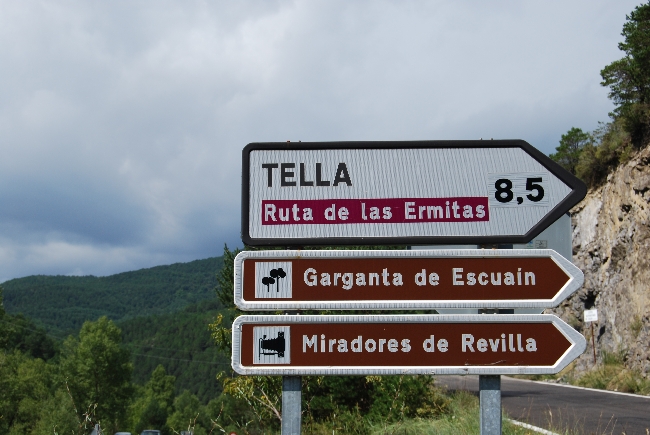 TELLA
8,5
Ruta de las Ermitas
Garganta de Escuain
Miradores de Revilla